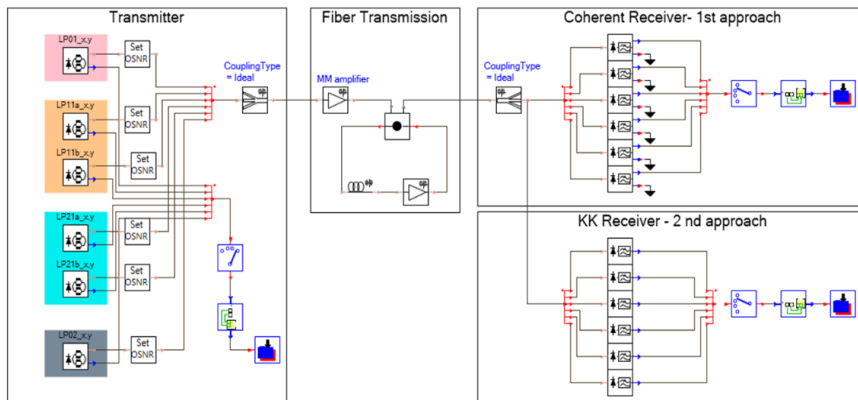 Transmitter
LP01_x,y
Set
OSNR
LP11a_x,y
Set
OSNR
LP11b_x,y
Set
OSNR
LP21a_x,y
Set
OSNR
LP21b_x,y
Set
OSNR
LP02_x,y
Set
OSNR
CouplingType
= Ideal
Fiber Transmission
MM amplifier
CouplingType
= Ideal
Coherent Receiver- 1st approach
KK Receiver - 2 nd approach